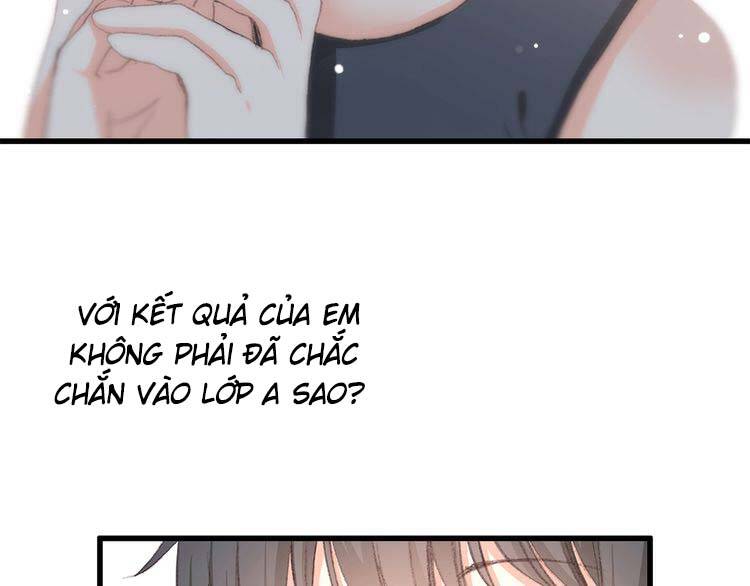 VỚI KẾT QUẢ CỦA EM
KHÔNG PHẢI ĐÃ CHẮC
CHẮN VÀO LỚP A SAO?